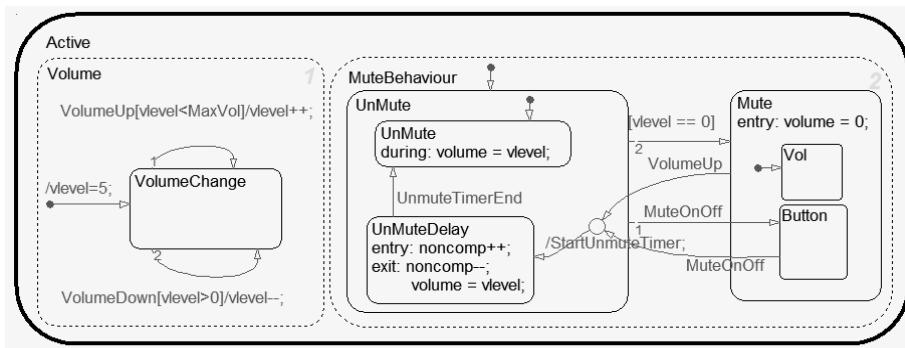 Active
Volume
1
VolumeUp[vlevel<MaxVol]/vlevel++;
1
/vlevel=5;
VolumeChange
2
VolumeDown[vlevel>0]/vlevel--;
MuteBehaviour
2
UnMute
UnMute
during: volume = vlevel;
UnmuteTimerEnd
UnMuteDelay
entry: noncomp++;
exit: noncomp--;
volume = vlevel;
[vlevel == 0]
2
VolumeUp
MuteOnOff
1
/StartUnmuteTimer;
MuteOnOff
Mute
entry: volume = 0;
Vol
Button